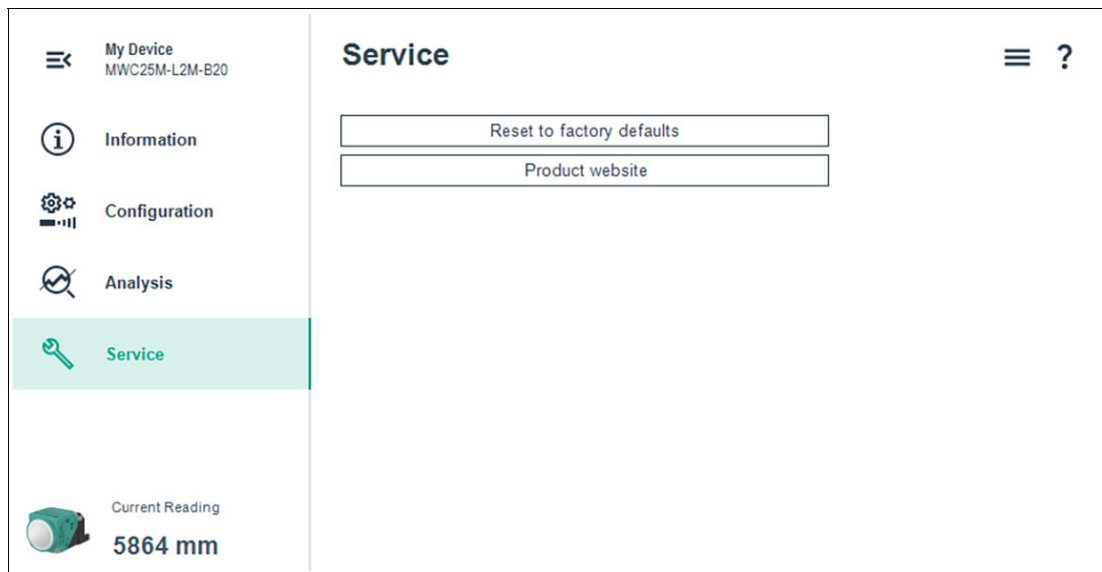 My Device
MWC25M-L2M-B20
Information
Configuration
Analysis
Service
Current Reading
5864 mm
Service
?
Reset to factory defaults
Product website